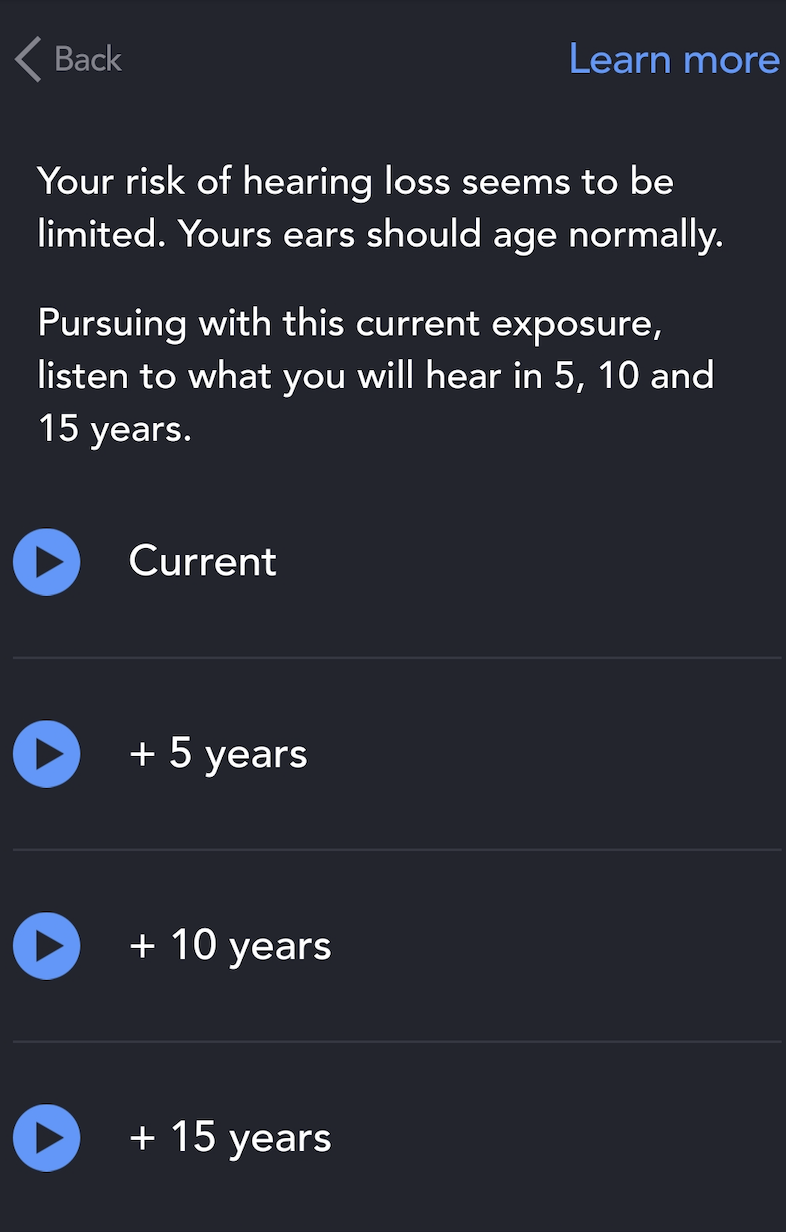 Back
Learn more
Your risk of hearing loss seems to be
limited. Yours ears should age normally.
Pursuing with this current exposure,
listen to what you will hear in 5, 10 and
15 years.
Current
+ 5 years
+ 10 years
+ 15 years